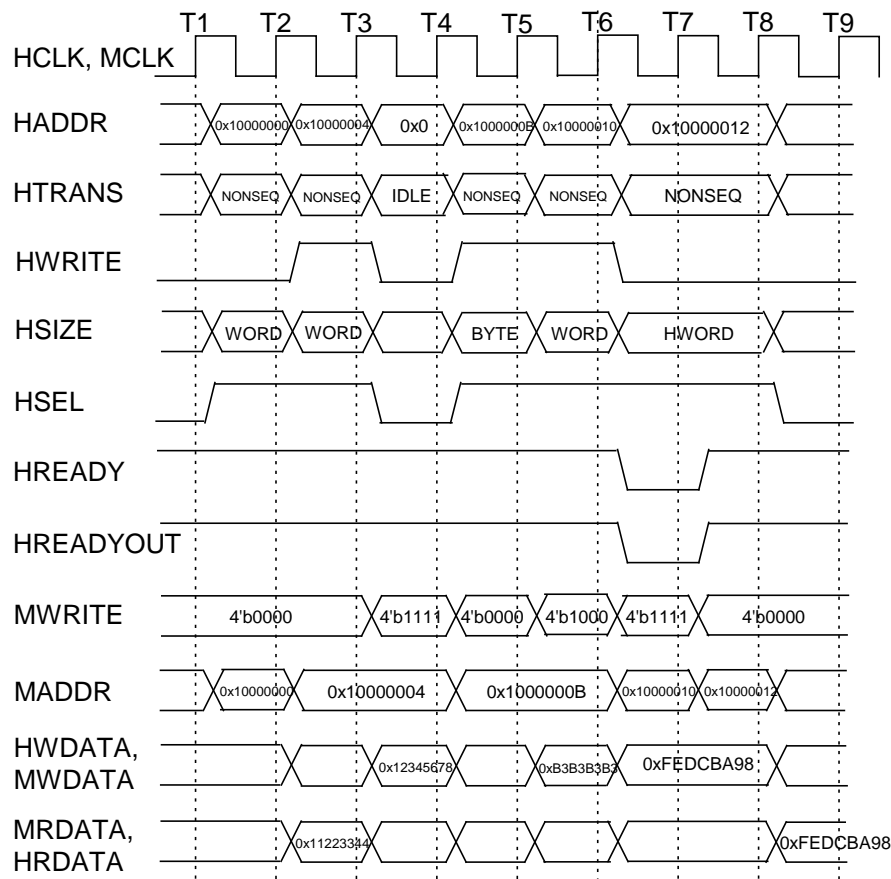 T1 T2 T3 T4 T5 T6 T7 T8 T9
HCLK, MCLK
HADDR 0x10000000 0x10000004 0x0 0x1000000B 0x10000010 0x10000012
HTRANS NONSEQ NONSEQ IDLE NONSEQ NONSEQ NONSEQ
HWRITE
HSIZE WORD WORD BYTE WORD HWORD
HSEL
HREADY
HREADYOUT
MWRITE 4'b0000 4'b1111 4'b0000 4'b1000 4'b1111 4'b0000
MADDR 0x10000000 0x10000004 0x1000000B 0x10000010 0x10000012
HWDATA,
MWDATA 0x12345678 0xB3B3B3B3 0xFEDCBA98
MRDATA,
HRDATA 0x11223344 0xFEDCBA98